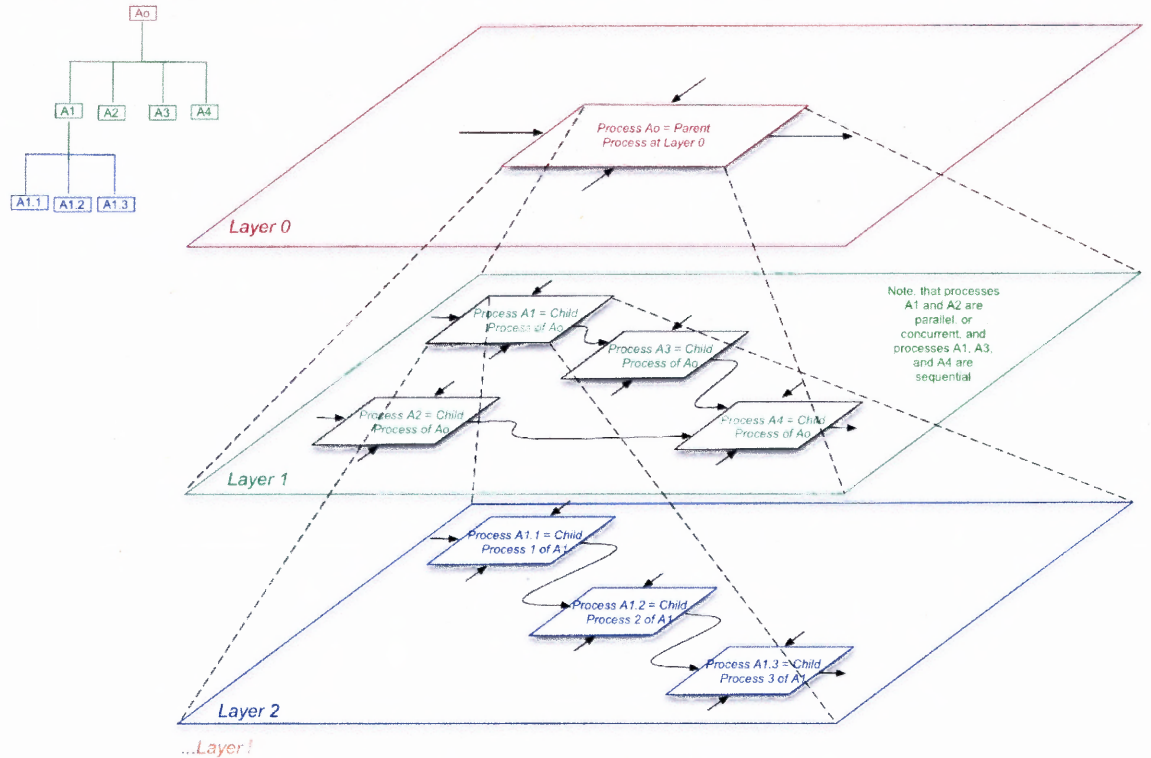 Ao
A1
A2
A3
A4
A1.1
A1.2
A1.3
Process Ao = Parent
Process at Layer 0
Layer 0
Note, that processes
A1 and A2 are
parallel, or
concurrent, and
processes A1, A3,
and A4 are
sequential
Process A1 = Child
Process of Ao
Process A3 = Child
Process of Ao
Process A2 = Child
Process of Ao
Process A4 = Child
Process of Ao
Layer 1
Process A1.1 = Child
Process 1 of A1
Process A1.2 = Child
Process 2 of A1
Process A1.3 = Child
Process 3 of A1
Layer 2
...Layer